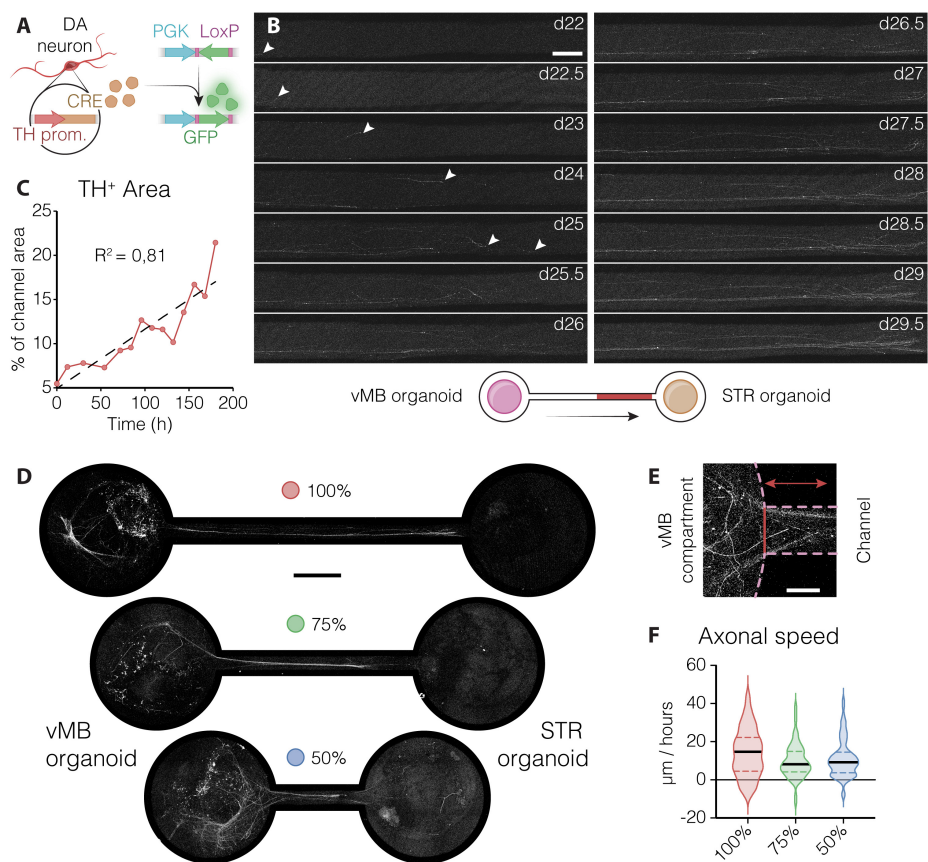 A
DA
neuron
PGK LoxP
CRE
TH prom.
GFP
B
d22
d22.5
d23
d24
d25
d25.5
d26
d26.5
d27
d27.5
d28
d28.5
d29
d29.5
vMB organoid
STR organoid
C
TH⁺ Area
% of channel area
25
20
15
10
5
R² = 0,81
0 50 100 150 200
Time (h)
D
100%
75%
50%
vMB
organoid
STR
organoid
E
vMB
compartment
Channel
F
Axonal speed
µm / hours
60
40
20
0
-20
100% 75% 50%